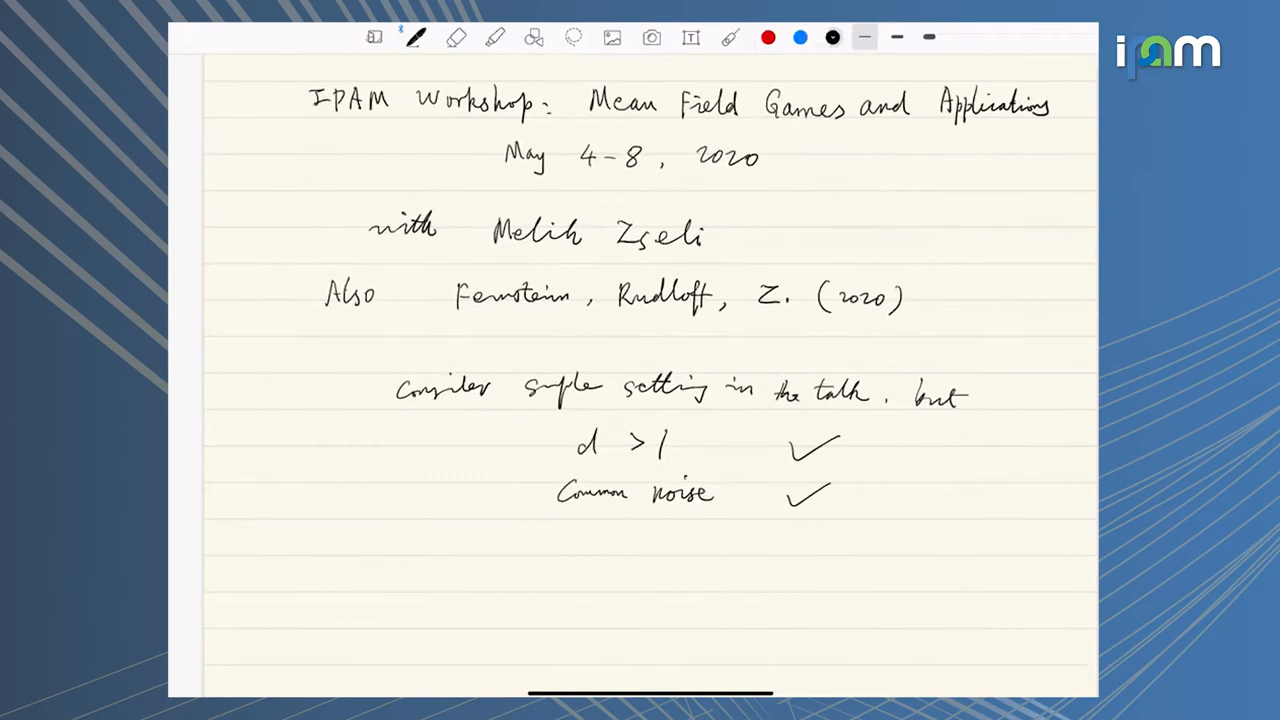 ipam
IPAM Workshop: Mean Field Games and Applications
May 4-8, 2020
with Melih Iseri
Also Feinstein, Rudloff, Z. (2020)
Consider simple setting in the talk, but
d > 1 ✓
Common noise ✓